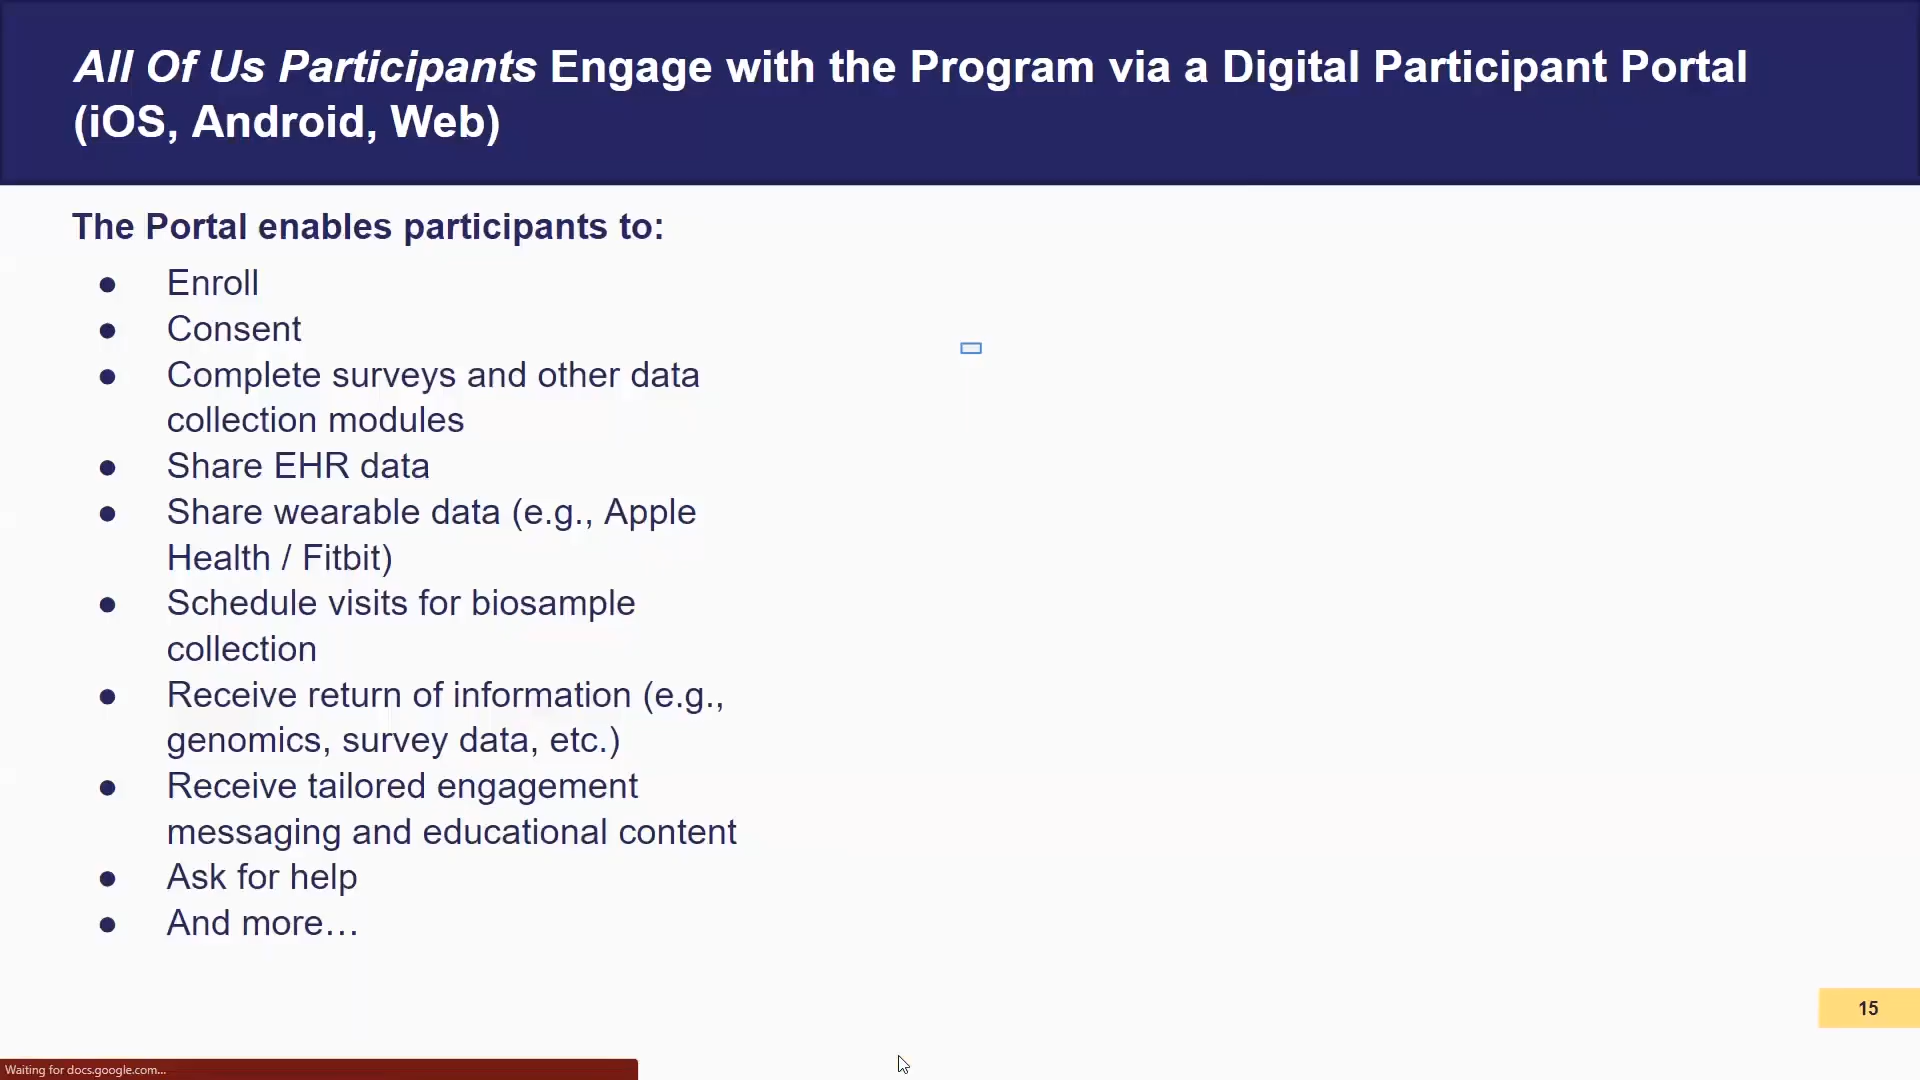 All Of Us Participants Engage with the Program via a Digital Participant Portal
(iOS, Android, Web)
The Portal enables participants to:
● Enroll
● Consent
● Complete surveys and other data
collection modules
● Share EHR data
● Share wearable data (e.g., Apple
Health / Fitbit)
● Schedule visits for biosample
collection
● Receive return of information (e.g.,
genomics, survey data, etc.)
● Receive tailored engagement
messaging and educational content
● Ask for help
● And more…
15
Waiting for docs.google.com...